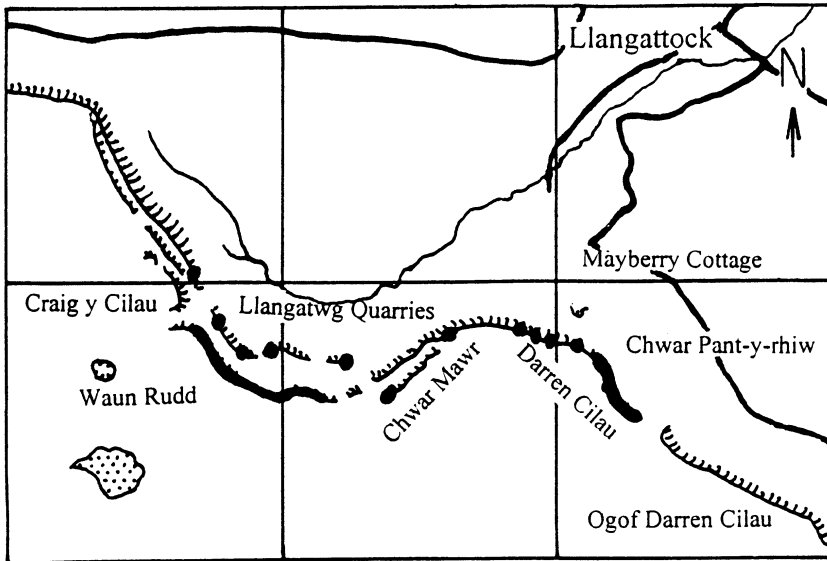 Llangattock
N
Mayberry Cottage
Craig y Cilau
Llangatwg Quarries
Chwar Pant-y-rhiw
Waun Rudd
Chwar Mawr
Darren Cilau
Ogof Darren Cilau